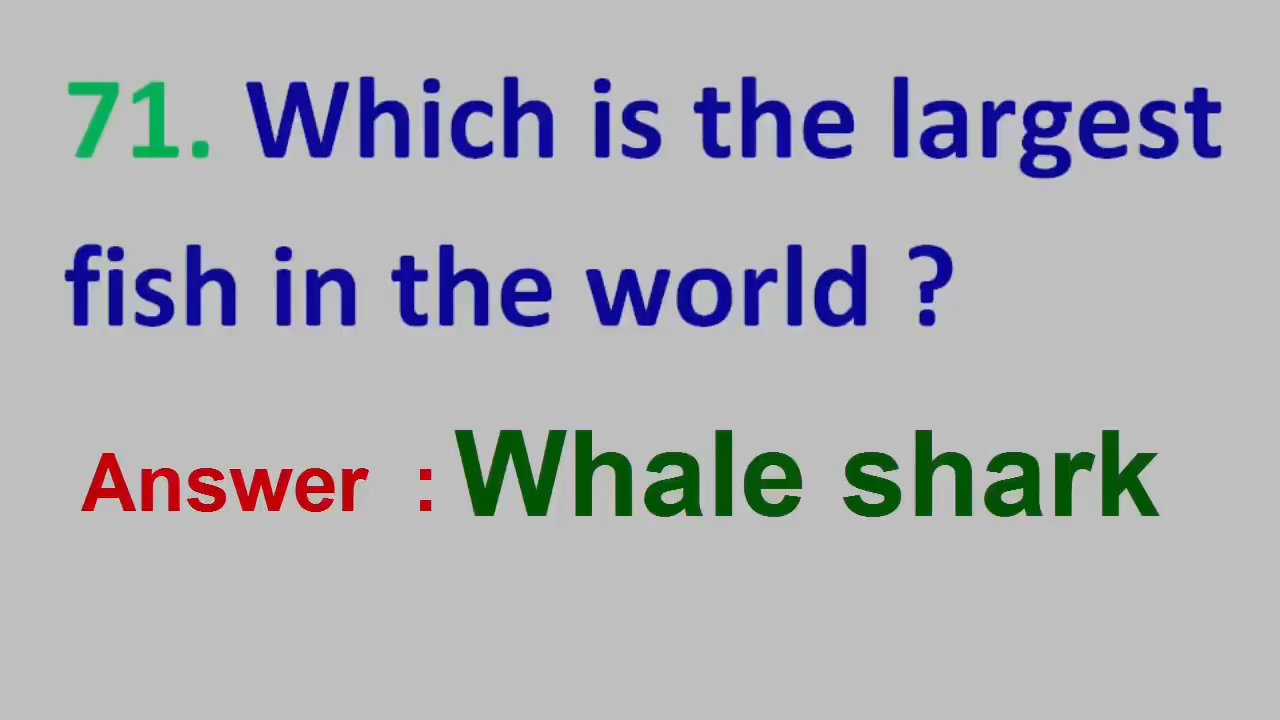 71. Which is the largest
fish in the world ?
Answer : Whale shark